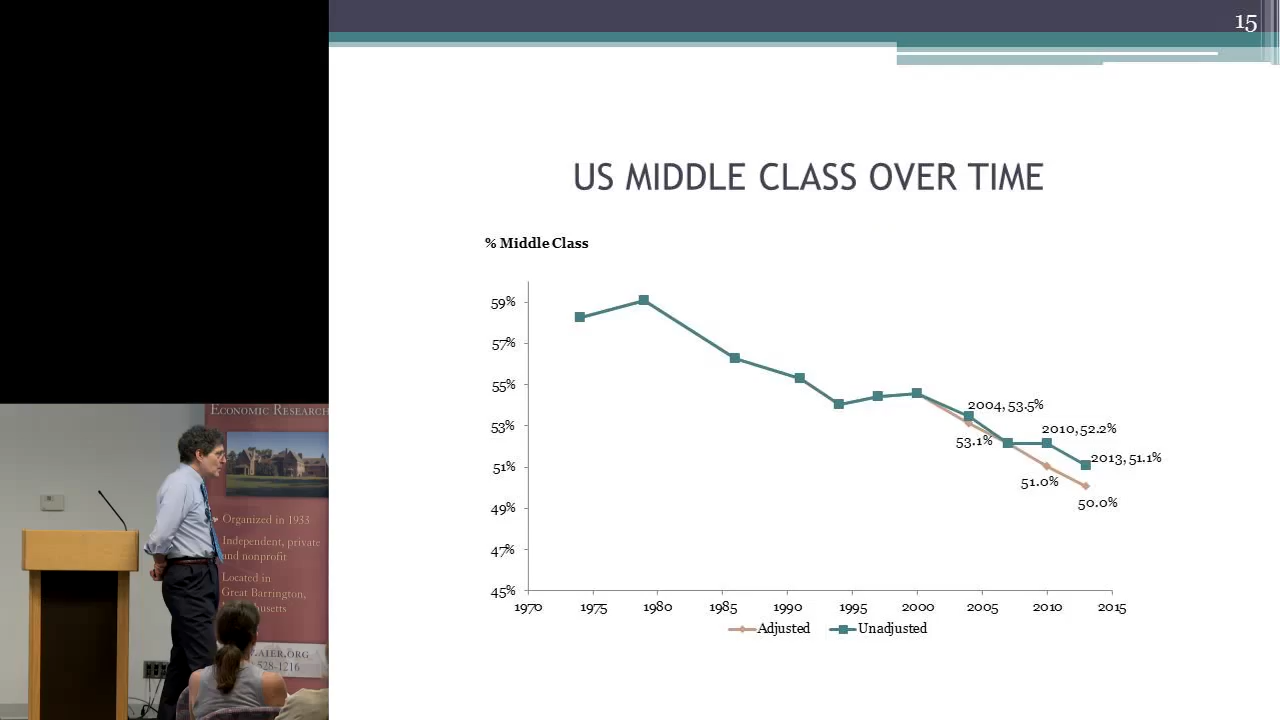 15
US MIDDLE CLASS OVER TIME
% Middle Class
59%
57%
55%
53%
51%
49%
47%
45%
1970 1975 1980 1985 1990 1995 2000 2005 2010 2015
2004, 53.5%
2010, 52.2%
53.1%
2013, 51.1%
51.0%
50.0%
Adjusted Unadjusted
ECONOMIC RESEARCH
Organized in 1933
Independent, private
and nonprofit
Located in
Great Barrington,
.AIER.ORG
528-1216